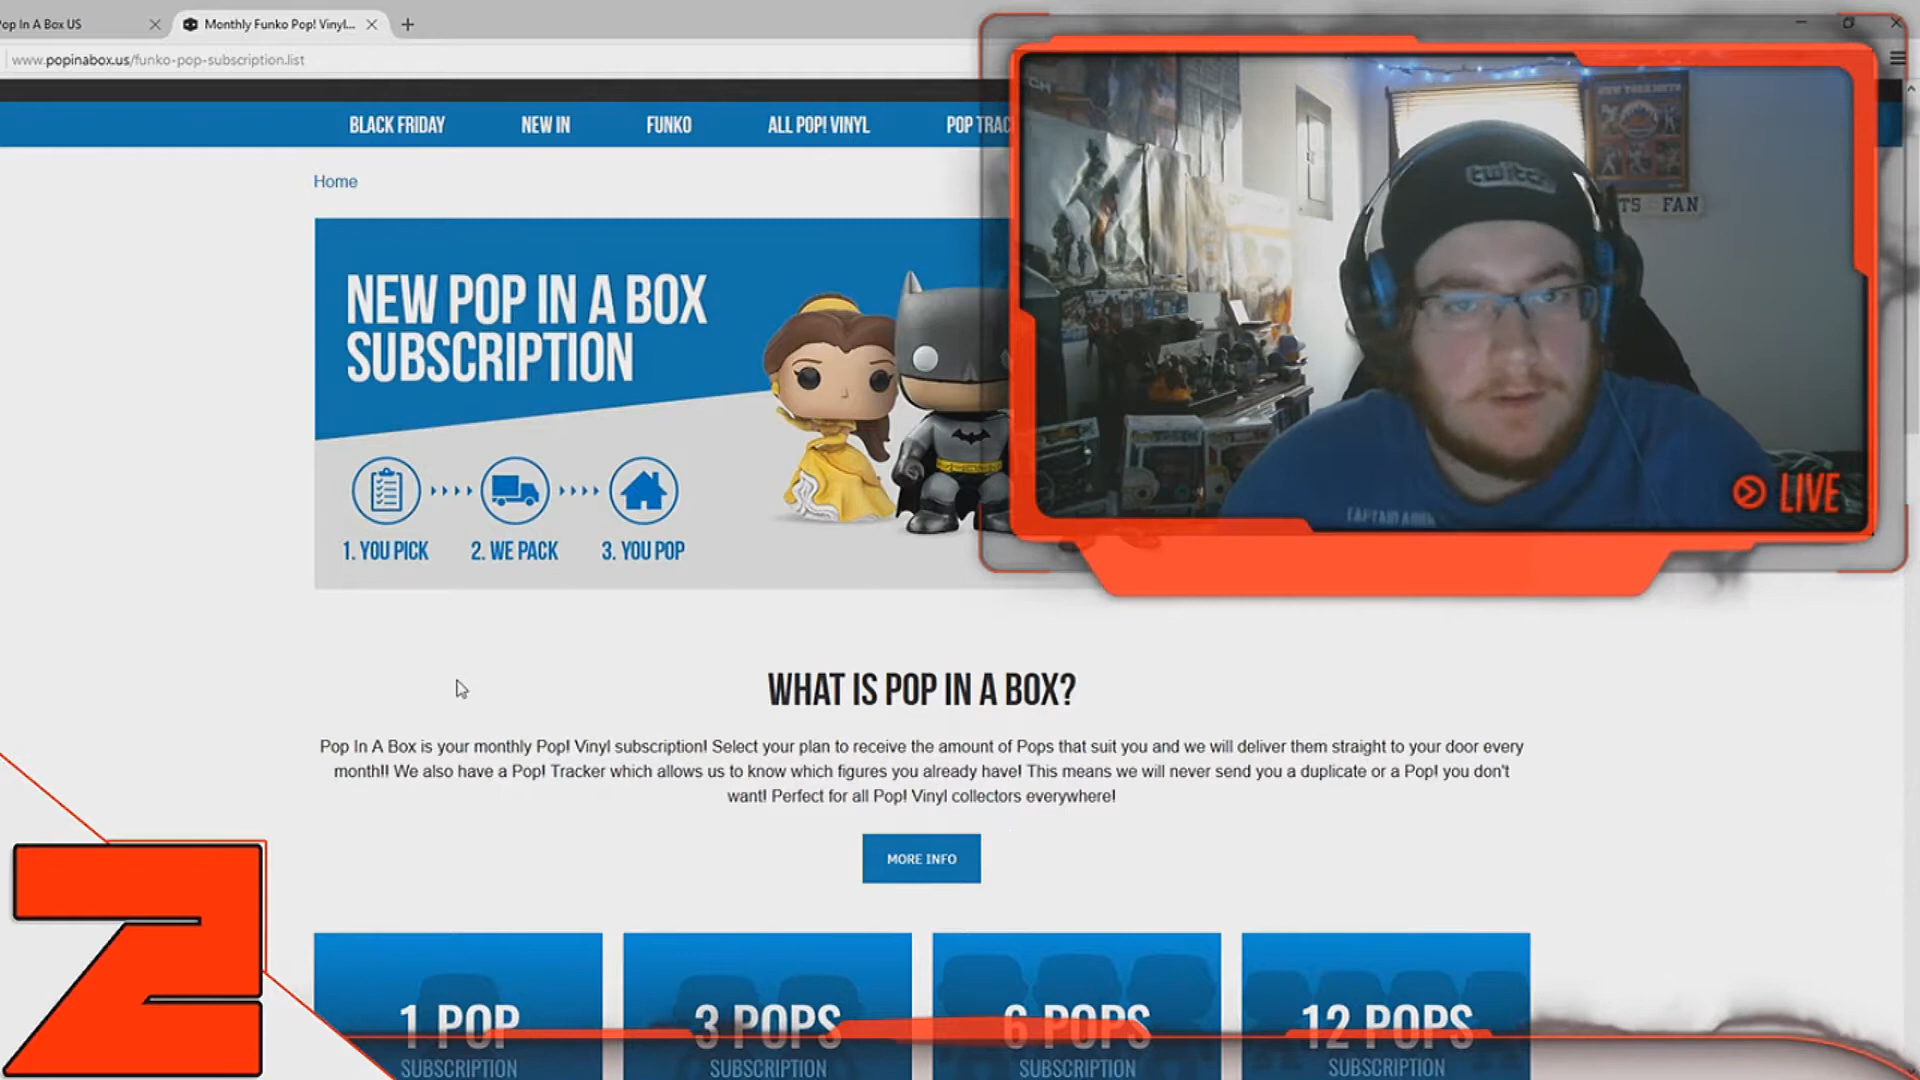 Pop In A Box US
Monthly Funko Pop! Vinyl...
www.popinabox.us/funko-pop-subscription.list
BLACK FRIDAY
NEW IN
FUNKO
ALL POP! VINYL
POP TRAC
Home
NEW POP IN A BOX
SUBSCRIPTION
1. YOU PICK
2. WE PACK
3. YOU POP
twitch
NEW YORK METS
TS FAN
LIVE
WHAT IS POP IN A BOX?
Pop In A Box is your monthly Pop! Vinyl subscription! Select your plan to receive the amount of Pops that suit you and we will deliver them straight to your door every
month!! We also have a Pop! Tracker which allows us to know which figures you already have! This means we will never send you a duplicate or a Pop! you don't
want! Perfect for all Pop! Vinyl collectors everywhere!
MORE INFO
1 POP
SUBSCRIPTION
3 POPS
SUBSCRIPTION
6 POPS
SUBSCRIPTION
12 POPS
SUBSCRIPTION
Z